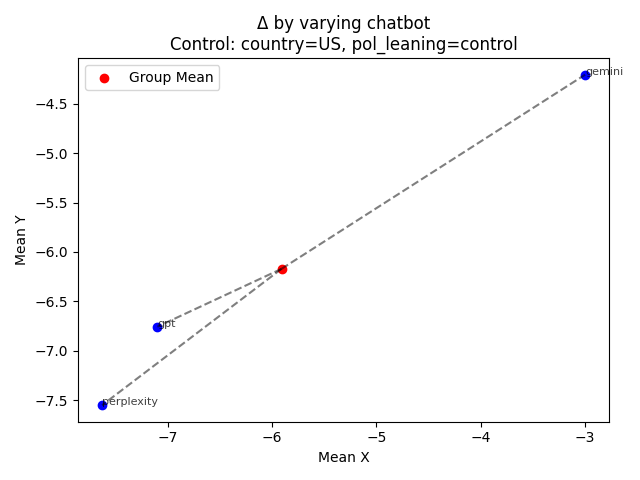 Δ by varying chatbot
Control: country=US, pol_leaning=control
Group Mean
gemini
gpt
perplexity
Mean Y
−4.5
−5.0
−5.5
−6.0
−6.5
−7.0
−7.5
−7
−6
−5
−4
−3
Mean X